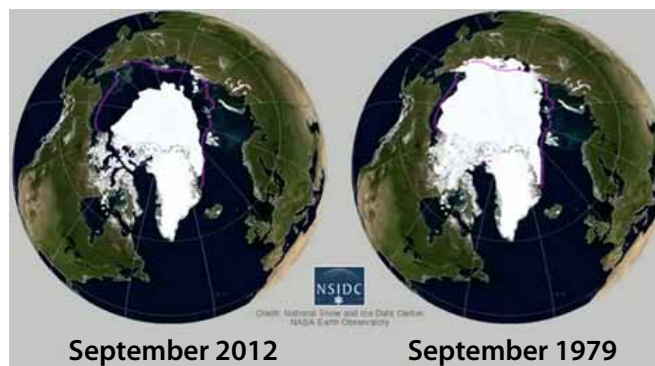 NSIDC
Credit: National Snow and Ice Data Center,
NASA Earth Observatory
September 2012
September 1979